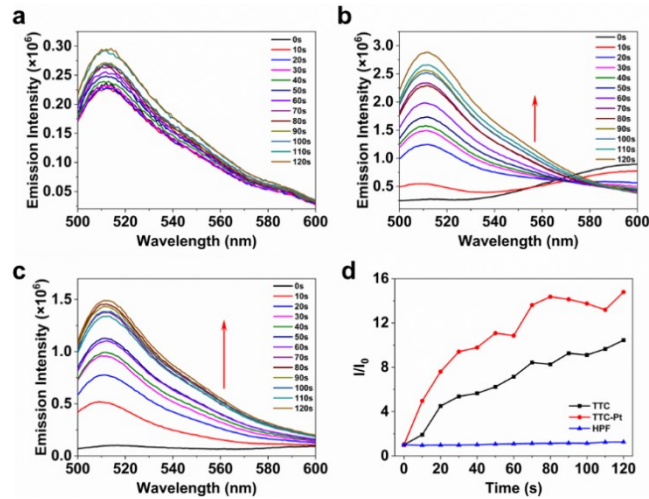 a
Emission Intensity (×10⁶)
0.30
0.25
0.20
0.15
0.10
0.05
500 520 540 560 580 600
Wavelength (nm)
0s
10s
20s
30s
40s
50s
60s
70s
80s
90s
100s
110s
120s
b
Emission Intensity (×10⁶)
3.0
2.5
2.0
1.5
1.0
0.5
500 520 540 560 580 600
Wavelength (nm)
0s
10s
20s
30s
40s
50s
60s
70s
80s
90s
100s
110s
120s
c
Emission Intensity (×10⁶)
1.5
1.0
0.5
0.0
500 520 540 560 580 600
Wavelength (nm)
0s
10s
20s
30s
40s
50s
60s
70s
80s
90s
100s
110s
120s
d
I/I₀
16
12
8
4
0
0 20 40 60 80 100 120
Time (s)
TTC
TTC-Pt
HPF